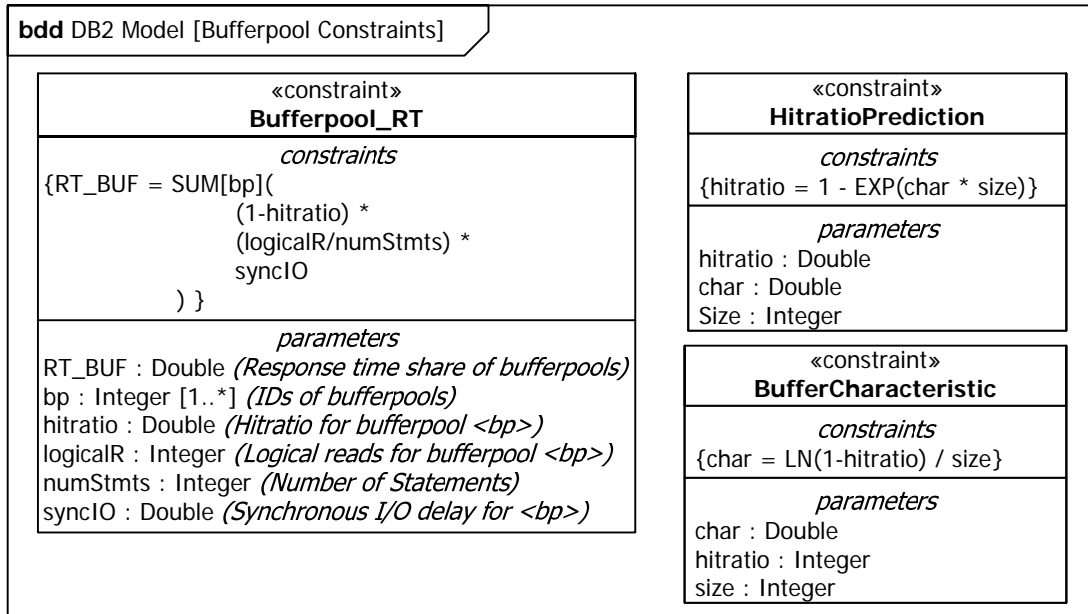 bdd DB2 Model [Bufferpool Constraints]
«constraint»
Bufferpool_RT
constraints
{RT_BUF = SUM[bp](
(1-hitratio) *
(logicalR/numStmts) *
syncIO
) }
parameters
RT_BUF : Double (Response time share of bufferpools)
bp : Integer [1..*] (IDs of bufferpools)
hitratio : Double (Hitratio for bufferpool <bp>)
logicalR : Integer (Logical reads for bufferpool <bp>)
numStmts : Integer (Number of Statements)
syncIO : Double (Synchronous I/O delay for <bp>)
«constraint»
HitratioPrediction
constraints
{hitratio = 1 - EXP(char * size)}
parameters
hitratio : Double
char : Double
Size : Integer
«constraint»
BufferCharacteristic
constraints
{char = LN(1-hitratio) / size}
parameters
char : Double
hitratio : Integer
size : Integer